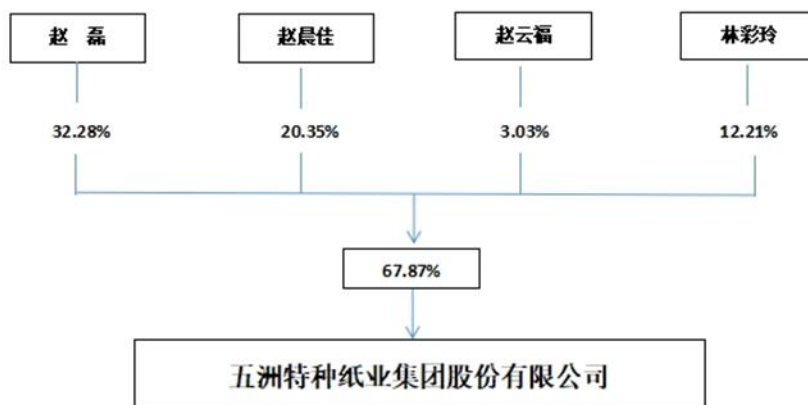 赵 磊
赵晨佳
赵云福
林彩玲
32.28%
20.35%
3.03%
12.21%
67.87%
五洲特种纸业集团股份有限公司